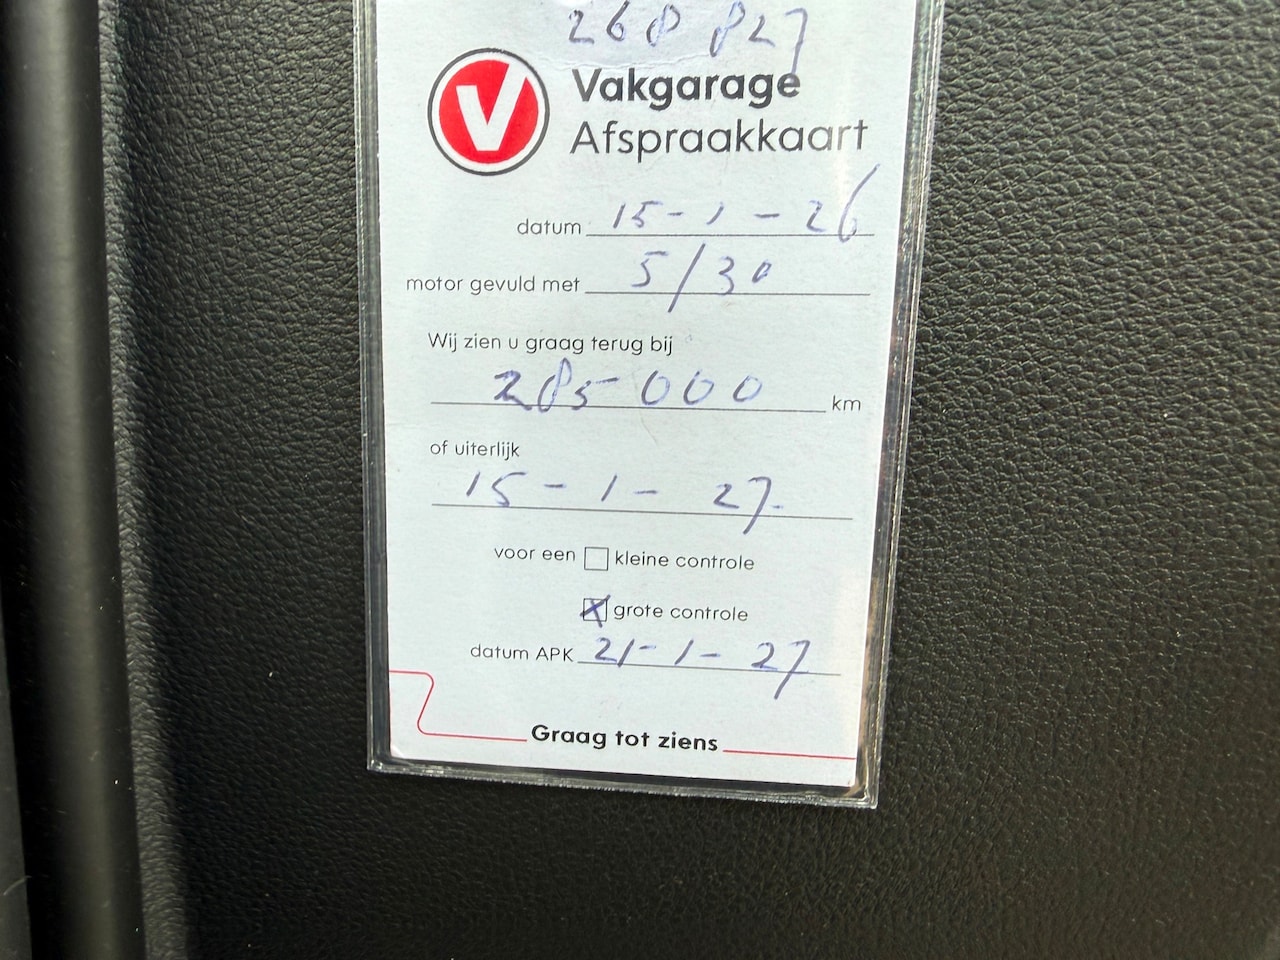 268 827
Vakgarage
Afspraakkaart
datum 15-1-26
motor gevuld met 5/30
Wij zien u graag terug bij
285 000 km
of uiterlijk
15-1-27
voor een kleine controle
grote controle
datum APK 21-1-27
Graag tot ziens